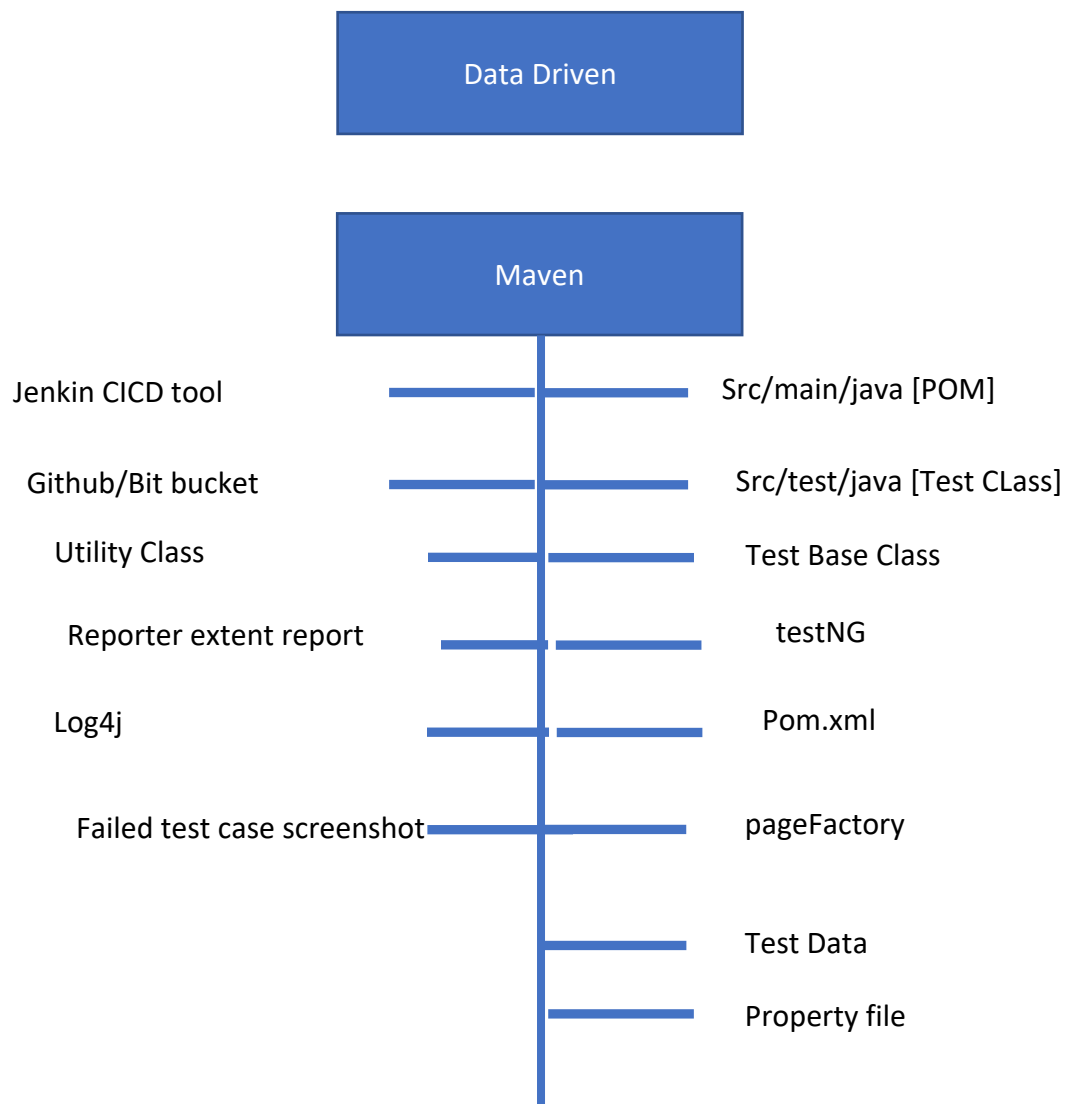 Data Driven
Maven
Jenkin CICD tool
Src/main/java [POM]
Github/Bit bucket
Src/test/java [Test CLass]
Utility Class
Test Base Class
Reporter extent report
testNG
Log4j
Pom.xml
Failed test case screenshot
pageFactory
Test Data
Property file